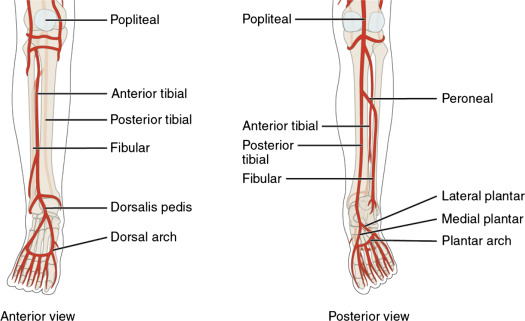 Popliteal
Anterior tibial
Posterior tibial
Fibular
Dorsalis pedis
Dorsal arch
Anterior view
Popliteal
Peroneal
Anterior tibial
Posterior
tibial
Fibular
Lateral plantar
Medial plantar
Plantar arch
Posterior view